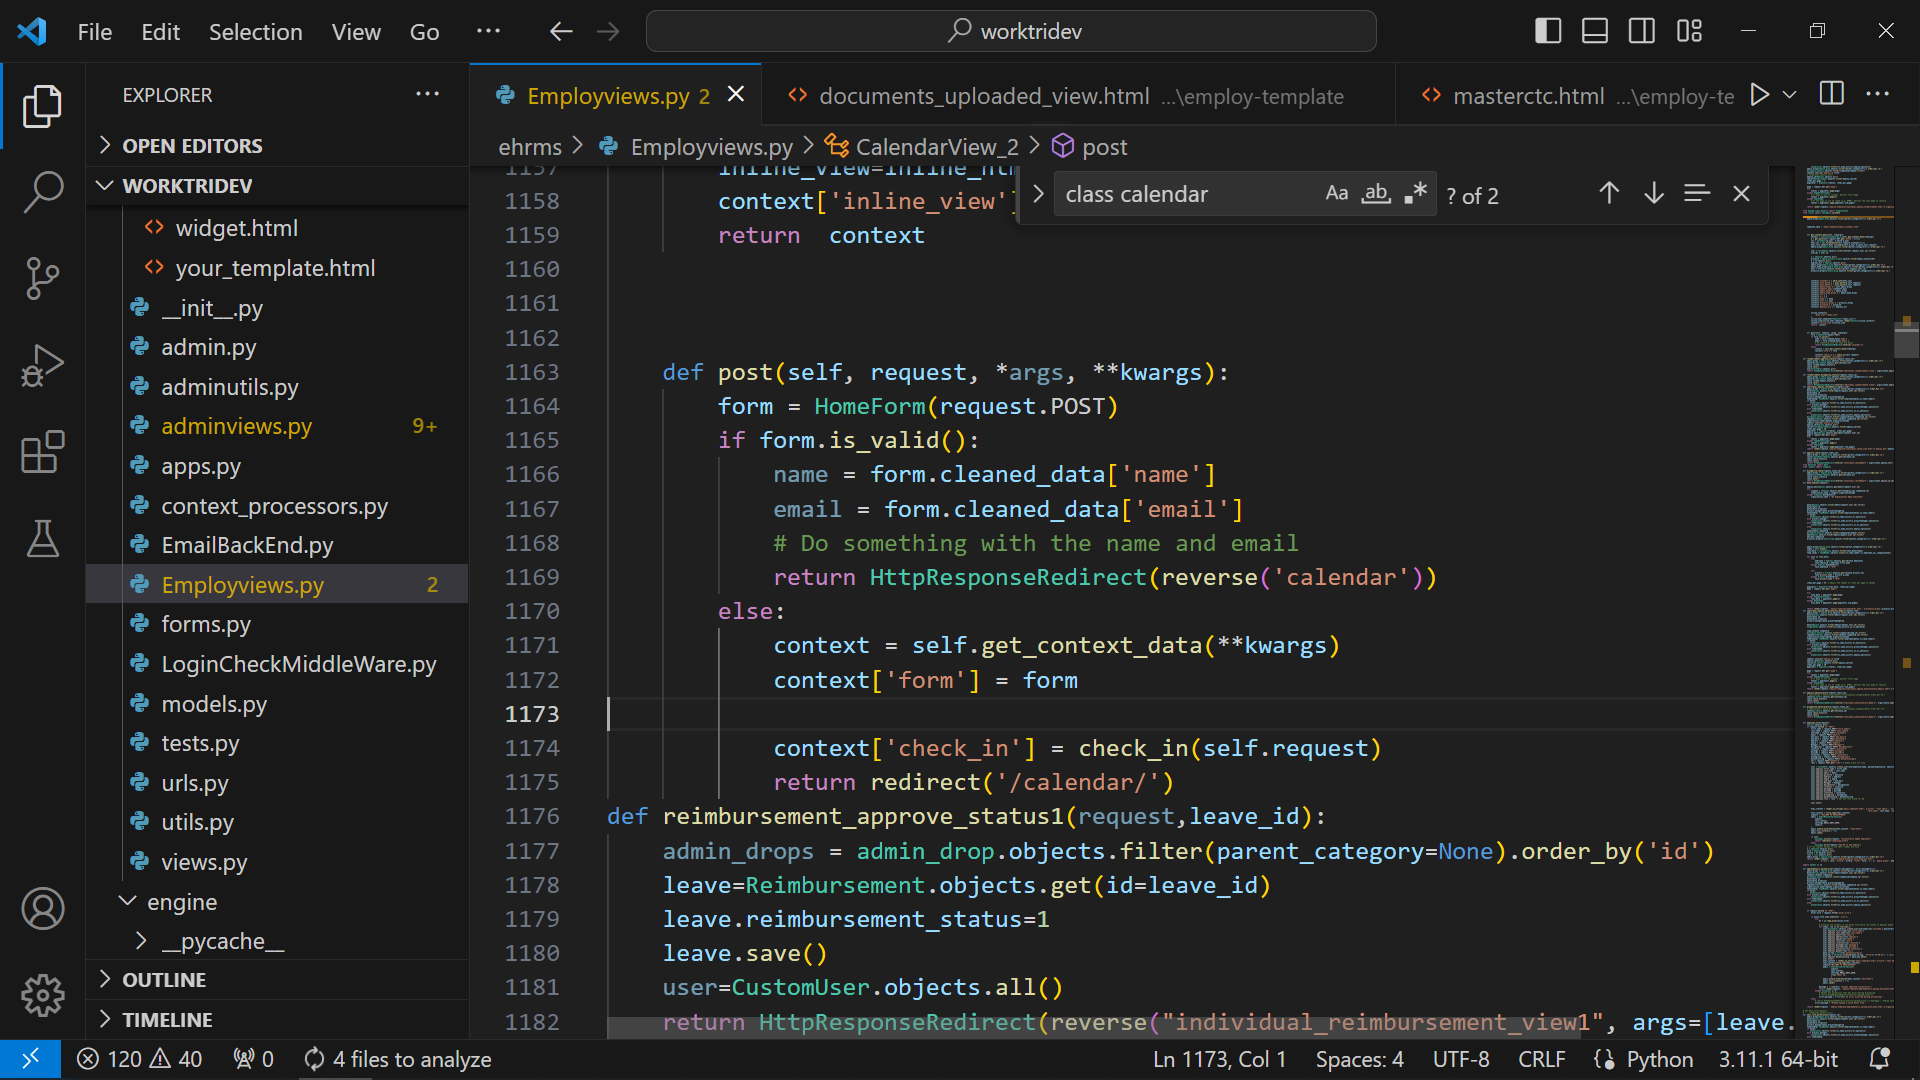 File Edit Selection View Go ... worktridev
EXPLORER
OPEN EDITORS
WORKTRIDEV
widget.html
your_template.html
__init__.py
admin.py
adminutils.py
adminviews.py 9+
apps.py
context_processors.py
EmailBackEnd.py
Employviews.py 2
forms.py
LoginCheckMiddleWare.py
models.py
tests.py
urls.py
utils.py
views.py
engine
__pycache__
OUTLINE
TIMELINE
Employviews.py 2 documents_uploaded_view.html ...\employ-template masterctc.html ...\employ-te
ehrms > Employviews.py > CalendarView_2 > post
class calendar Aa ab .* ? of 2
1157 inline_view=inline_htm
1158 context['inline_view']
1159 return  context
1160
1161
1162
1163 def post(self, request, *args, **kwargs):
1164 form = HomeForm(request.POST)
1165 if form.is_valid():
1166 name = form.cleaned_data['name']
1167 email = form.cleaned_data['email']
1168 # Do something with the name and email
1169 return HttpResponseRedirect(reverse('calendar'))
1170 else:
1171 context = self.get_context_data(**kwargs)
1172 context['form'] = form
1173
1174 context['check_in'] = check_in(self.request)
1175 return redirect('/calendar/')
1176 def reimbursement_approve_status1(request,leave_id):
1177 admin_drops = admin_drop.objects.filter(parent_category=None).order_by('id')
1178 leave=Reimbursement.objects.get(id=leave_id)
1179 leave.reimbursement_status=1
1180 leave.save()
1181 user=CustomUser.objects.all()
1182 return HttpResponseRedirect(reverse("individual_reimbursement_view1", args=[leave.
120 40 0 4 files to analyze Ln 1173, Col 1 Spaces: 4 UTF-8 CRLF {} Python 3.11.1 64-bit